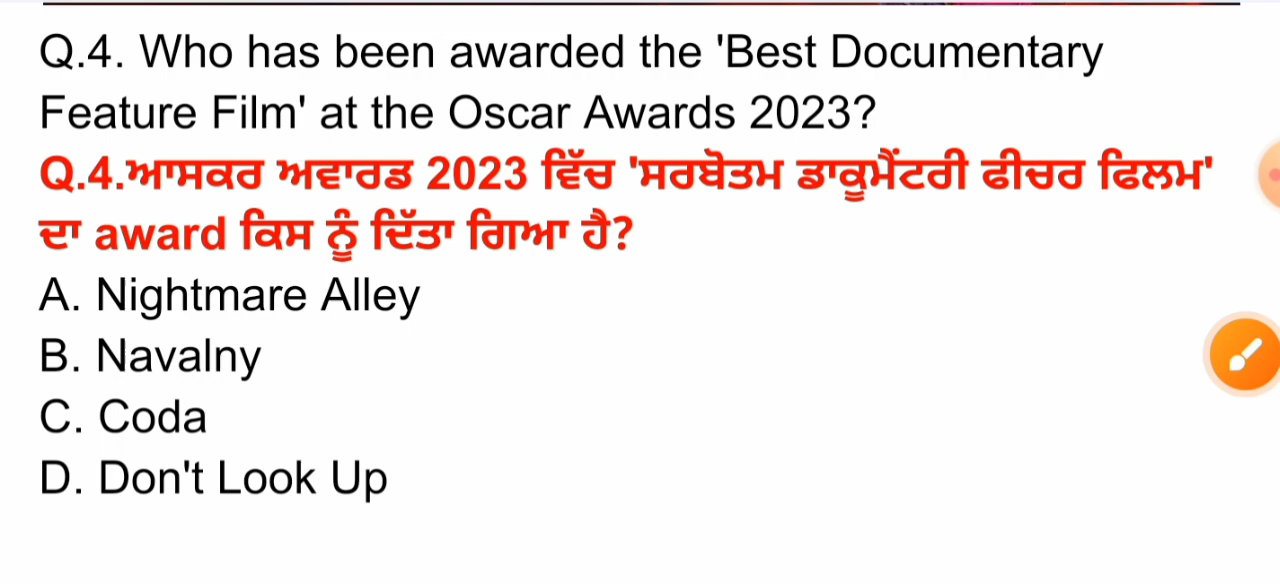 Q.4. Who has been awarded the 'Best Documentary
Feature Film' at the Oscar Awards 2023?
Q.4.ਆਸਕਰ ਅਵਾਰਡ 2023 ਵਿੱਚ 'ਸਰਬੋਤਮ ਡਾਕੂਮੈਂਟਰੀ ਫੀਚਰ ਫਿਲਮ'
ਦਾ award ਕਿਸ ਨੂੰ ਦਿੱਤਾ ਗਿਆ ਹੈ?
A. Nightmare Alley
B. Navalny
C. Coda
D. Don't Look Up